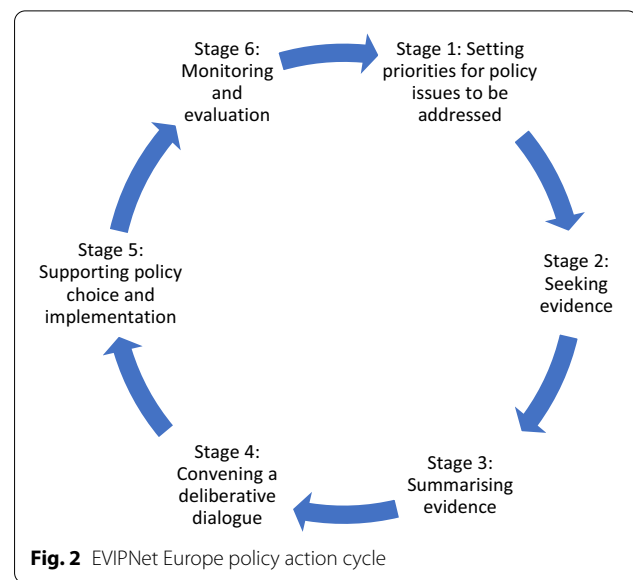 Stage 1: Setting
priorities for policy
issues to be
addressed
Stage 2:
Seeking
evidence
Stage 3:
Summarising
evidence
Stage 4:
Convening a
deliberative
dialogue
Stage 5:
Supporting policy
choice and
implementation
Stage 6:
Monitoring
and
evaluation
Fig. 2 EVIPNet Europe policy action cycle